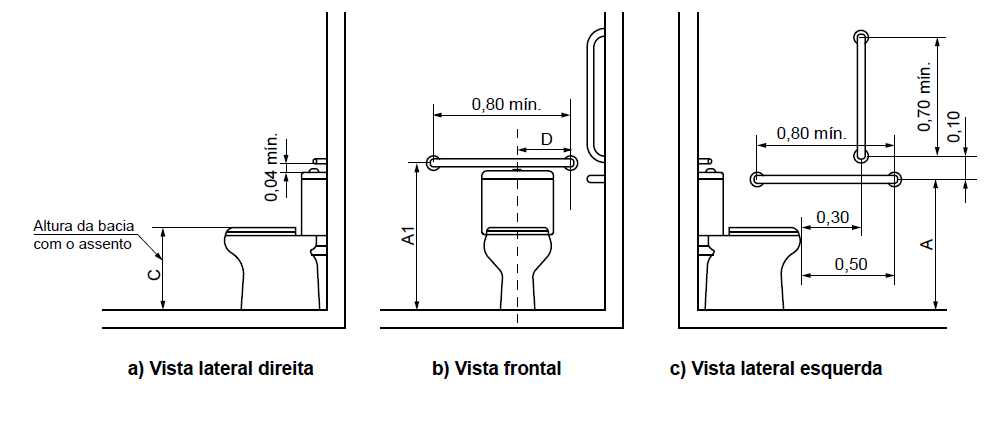 0,04 mín.
Altura da bacia
com o assento
C
a) Vista lateral direita
0,80 mín.
D
A1
b) Vista frontal
0,80 mín.
0,70 mín.
0,10
0,30
0,50
A
c) Vista lateral esquerda